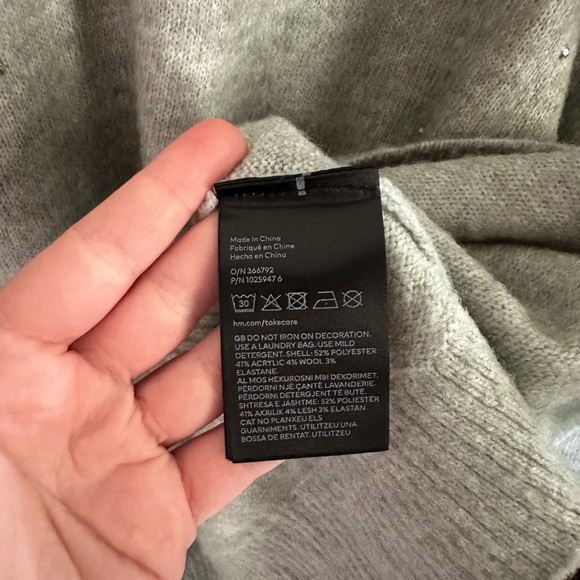 Made in China
Fabriqué en Chine
Hecho en China
O/N 366792
P/N 1025947 6
30
hm.com/takecare
GB DO NOT IRON ON DECORATION.
USE A LAUNDRY BAG. USE MILD
DETERGENT. SHELL: 52% POLYESTER
41% ACRYLIC 4% WOOL 3%
ELASTANE.
AL MOS HEKUROSNI MBI DEKORIMET.
PËRDORNI NJË ÇANTË LAVANDERIE.
PËRDORNI DETERGJENT TË BUTË
SHTRESA E JASHTME: 52% POLIESTËR
41% AKRILIK 4% LESH 3% ELASTAN.
CAT NO PLANXEU ELS
GUARNIMENTS. UTILITZEU UNA
BOSSA DE RENTAT. UTILITZEU